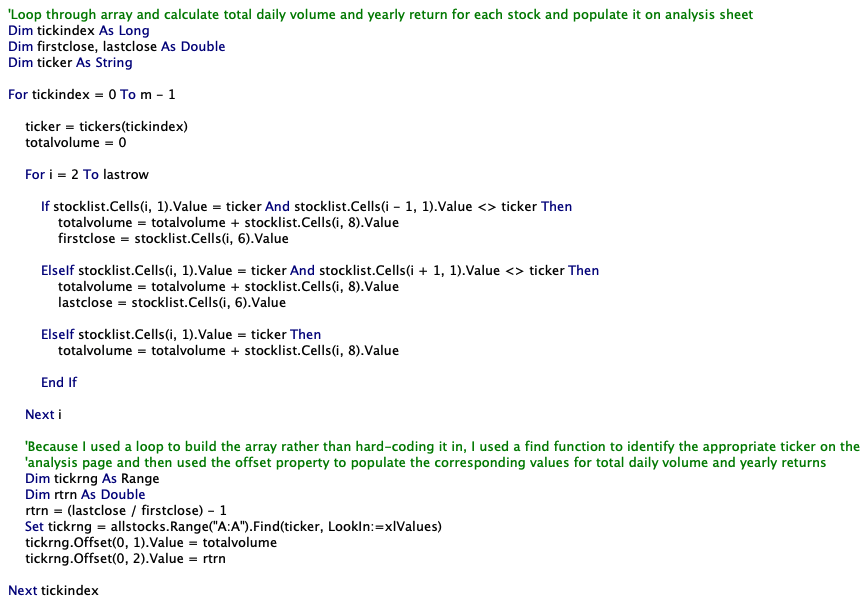 'Loop through array and calculate total daily volume and yearly return for each stock and populate it on analysis sheet
Dim tickindex As Long
Dim firstclose, lastclose As Double
Dim ticker As String
For tickindex = 0 To m - 1
ticker = tickers(tickindex)
totalvolume = 0
For i = 2 To lastrow
If stocklist.Cells(i, 1).Value = ticker And stocklist.Cells(i - 1, 1).Value <> ticker Then
totalvolume = totalvolume + stocklist.Cells(i, 8).Value
firstclose = stocklist.Cells(i, 6).Value
ElseIf stocklist.Cells(i, 1).Value = ticker And stocklist.Cells(i + 1, 1).Value <> ticker Then
totalvolume = totalvolume + stocklist.Cells(i, 8).Value
lastclose = stocklist.Cells(i, 6).Value
ElseIf stocklist.Cells(i, 1).Value = ticker Then
totalvolume = totalvolume + stocklist.Cells(i, 8).Value
End If
Next i
'Because I used a loop to build the array rather than hard-coding it in, I used a find function to identify the appropriate ticker on the
'analysis page and then used the offset property to populate the corresponding values for total daily volume and yearly returns
Dim tickrng As Range
Dim rtrn As Double
rtrn = (lastclose / firstclose) - 1
Set tickrng = allstocks.Range("A:A").Find(ticker, LookIn:=xlValues)
tickrng.Offset(0, 1).Value = totalvolume
tickrng.Offset(0, 2).Value = rtrn
Next tickindex